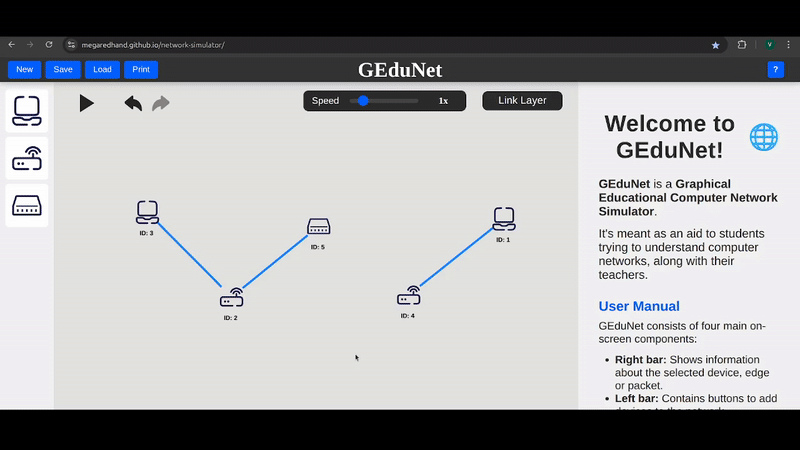 megaredhand.github.io/network-simulator/
V
New Save Load Print
GEduNet
?
Speed 1x
Link Layer
ID: 3
ID: 5
ID: 1
ID: 2
ID: 4
Welcome to
GEduNet!
GEduNet is a Graphical
Educational Computer Network
Simulator.
It's meant as an aid to students
trying to understand computer
networks, along with their
teachers.
User Manual
GEduNet consists of four main on-
screen components:
• Right bar: Shows information
about the selected device, edge
or packet.
• Left bar: Contains buttons to add
devices to the network.